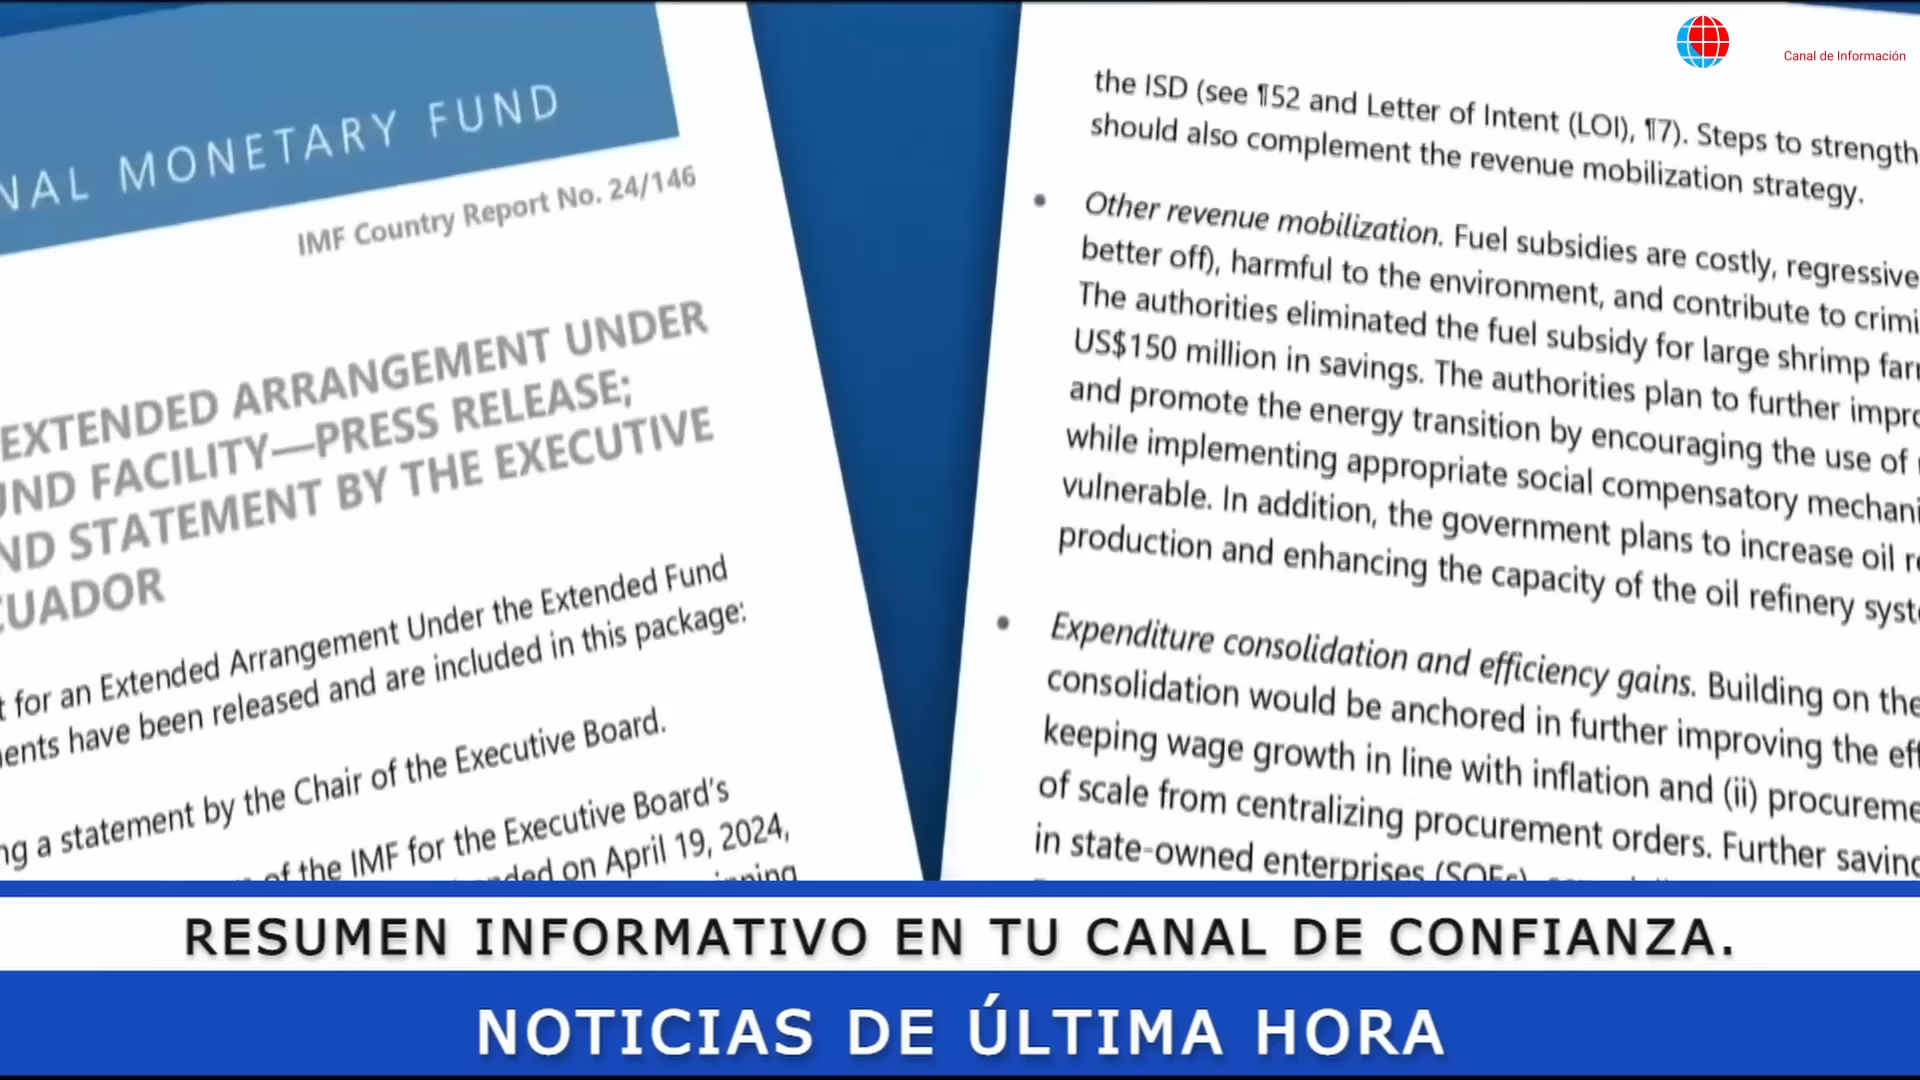 Canal de Información
NAL MONETARY FUND
IMF Country Report No. 24/146
EXTENDED ARRANGEMENT UNDER
UND FACILITY—PRESS RELEASE;
ND STATEMENT BY THE EXECUTIVE
CUADOR
t for an Extended Arrangement Under the Extended Fund
ments have been released and are included in this package:
ng a statement by the Chair of the Executive Board.
of the IMF for the Executive Board's
nded on April 19, 2024,
the ISD (see ¶52 and Letter of Intent (LOI), ¶7). Steps to strength
should also complement the revenue mobilization strategy.
• Other revenue mobilization. Fuel subsidies are costly, regressive
better off), harmful to the environment, and contribute to crimi
The authorities eliminated the fuel subsidy for large shrimp farm
US$150 million in savings. The authorities plan to further impro
and promote the energy transition by encouraging the use of
while implementing appropriate social compensatory mechani
vulnerable. In addition, the government plans to increase oil re
production and enhancing the capacity of the oil refinery syste
• Expenditure consolidation and efficiency gains. Building on the
consolidation would be anchored in further improving the eff
keeping wage growth in line with inflation and (ii) procureme
of scale from centralizing procurement orders. Further saving
in state-owned enterprises (SOEs),
RESUMEN INFORMATIVO EN TU CANAL DE CONFIANZA.
NOTICIAS DE ÚLTIMA HORA